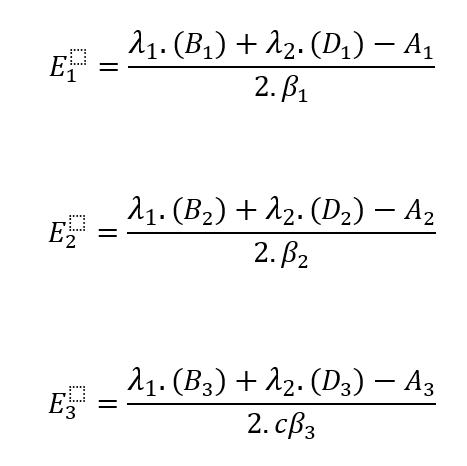 E₁^⬚ = (λ₁.(B₁) + λ₂.(D₁) − A₁) / (2.β₁)
E₂^⬚ = (λ₁.(B₂) + λ₂.(D₂) − A₂) / (2.β₂)
E₃^⬚ = (λ₁.(B₃) + λ₂.(D₃) − A₃) / (2.cβ₃)